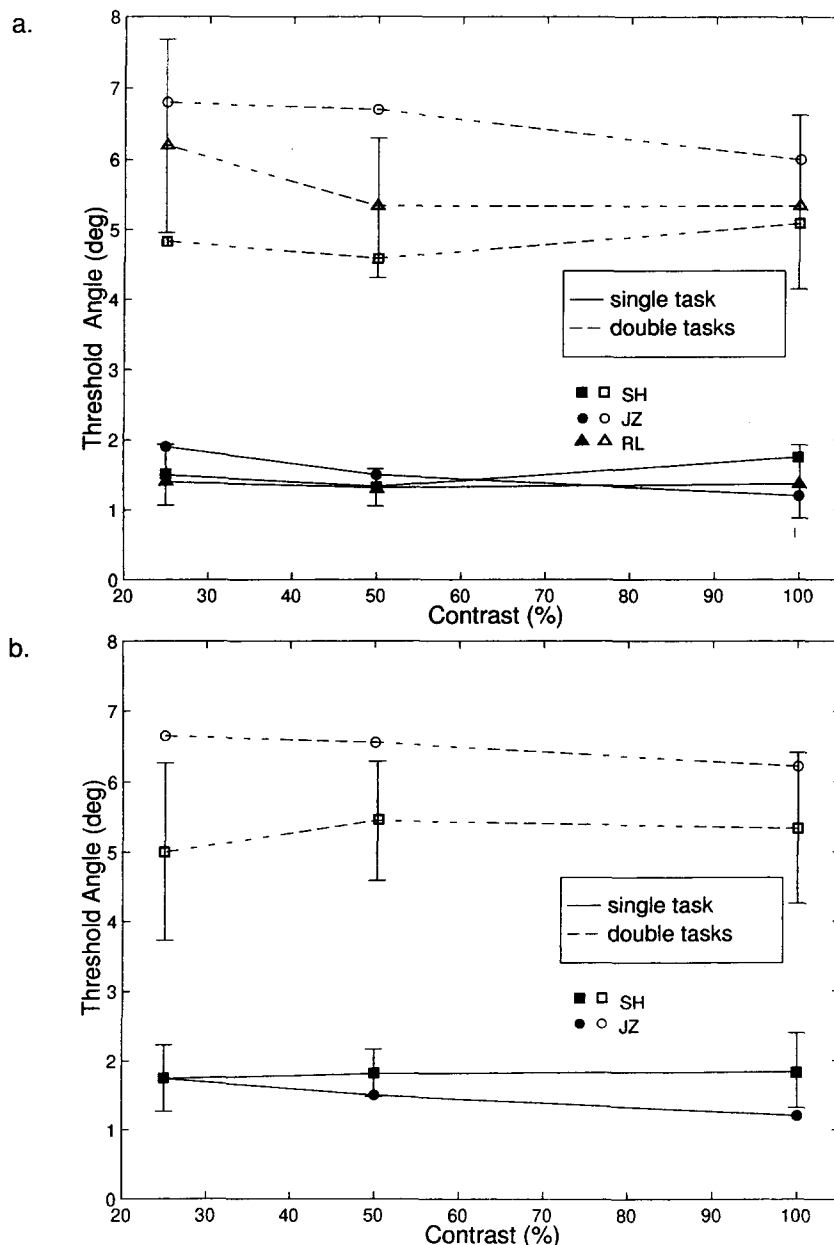 a.
8
7
6
5
4
3
2
1
0
Threshold Angle (deg)
single task
double tasks
SH
JZ
RL
20 30 40 50 60 70 80 90 100
Contrast (%)
b.
8
7
6
5
4
3
2
1
0
Threshold Angle (deg)
single task
double tasks
SH
JZ
20 30 40 50 60 70 80 90 100
Contrast (%)